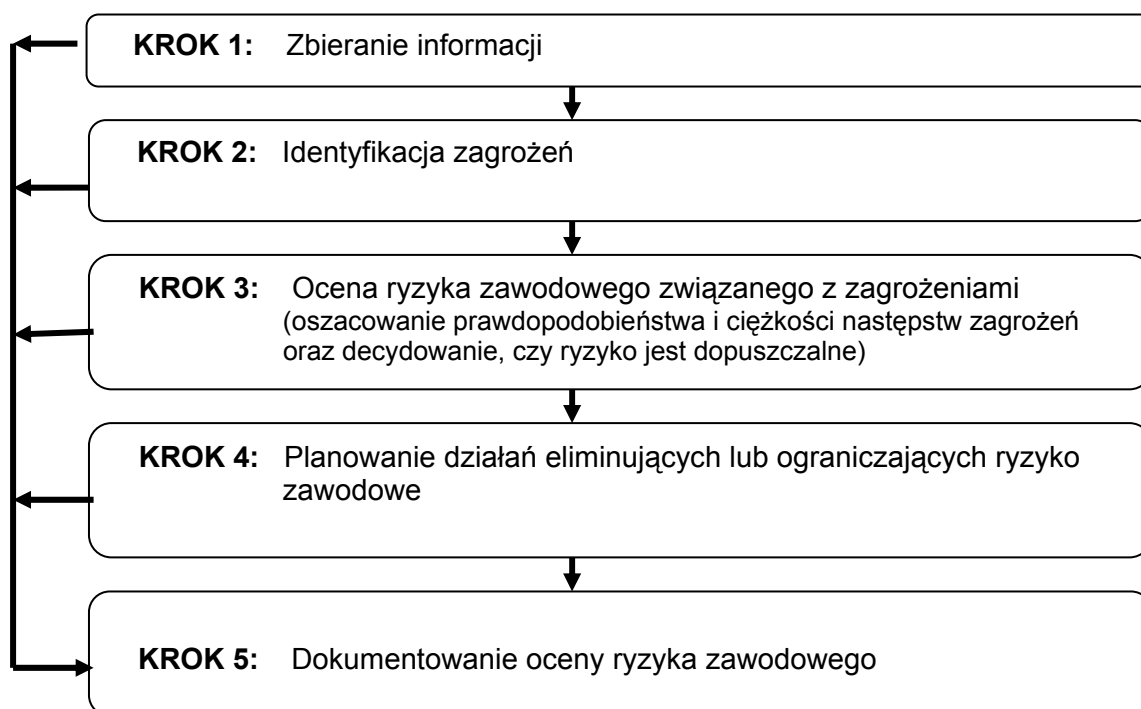 KROK 1: Zbieranie informacji
KROK 2: Identyfikacja zagrożeń
KROK 3: Ocena ryzyka zawodowego związanego z zagrożeniami
(oszacowanie prawdopodobieństwa i ciężkości następstw zagrożeń
oraz decydowanie, czy ryzyko jest dopuszczalne)
KROK 4: Planowanie działań eliminujących lub ograniczających ryzyko
zawodowe
KROK 5: Dokumentowanie oceny ryzyka zawodowego